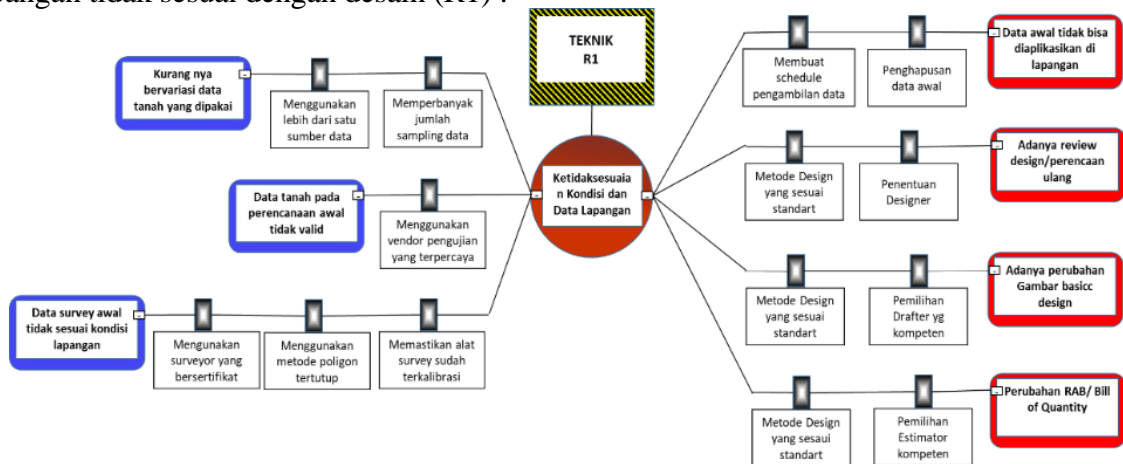 angan tidak sesuai dengan desain (R1) :
TEKNIK
R1
Kurang nya
bervariasi data
tanah yang dipakai
Menggunakan
lebih dari satu
sumber data
Memperbanyak
jumlah
sampling data
Data tanah pada
perencanaan awal
tidak valid
Menggunakan
vendor pengujian
yang terpercaya
Data survey awal
tidak sesuai kondisi
lapangan
Mengunakan
surveyor yang
bersertifikat
Menggunakan
metode poligon
tertutup
Memastikan alat
survey sudah
terkalibrasi
Ketidaksesuaia
n Kondisi dan
Data Lapangan
Membuat
schedule
pengambilan data
Penghapusan
data awal
Data awal tidak bisa
diaplikasikan di
lapangan
Metode Design
yang sesuai
standart
Penentuan
Designer
Adanya review
design/perencaan
ulang
Metode Design
yang sesuai
standart
Pemilihan
Drafter yg
kompeten
Adanya perubahan
Gambar basicc
design
Metode Design
yang sesaui
standart
Pemilihan
Estimator
kompeten
Perubahan RAB/ Bill
of Quantity